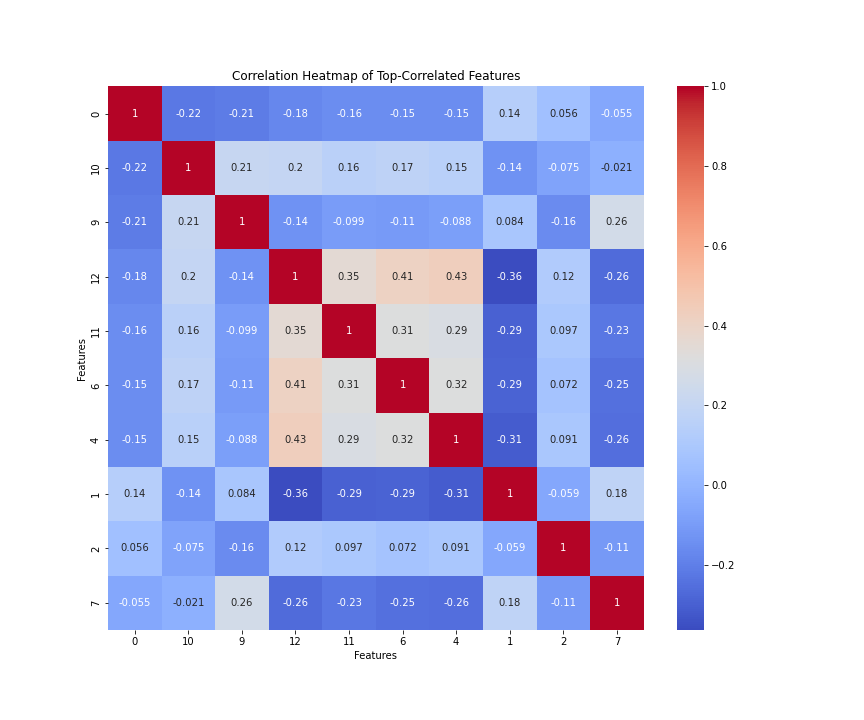 Correlation Heatmap of Top-Correlated Features
0 1 -0.22 -0.21 -0.18 -0.16 -0.15 -0.15 0.14 0.056 -0.055
10 -0.22 1 0.21 0.2 0.16 0.17 0.15 -0.14 -0.075 -0.021
9 -0.21 0.21 1 -0.14 -0.099 -0.11 -0.088 0.084 -0.16 0.26
12 -0.18 0.2 -0.14 1 0.35 0.41 0.43 -0.36 0.12 -0.26
11 -0.16 0.16 -0.099 0.35 1 0.31 0.29 -0.29 0.097 -0.23
6 -0.15 0.17 -0.11 0.41 0.31 1 0.32 -0.29 0.072 -0.25
4 -0.15 0.15 -0.088 0.43 0.29 0.32 1 -0.31 0.091 -0.26
1 0.14 -0.14 0.084 -0.36 -0.29 -0.29 -0.31 1 -0.059 0.18
2 0.056 -0.075 -0.16 0.12 0.097 0.072 0.091 -0.059 1 -0.11
7 -0.055 -0.021 0.26 -0.26 -0.23 -0.25 -0.26 0.18 -0.11 1
0 10 9 12 11 6 4 1 2 7
Features
Features
1.0
0.8
0.6
0.4
0.2
0.0
−0.2